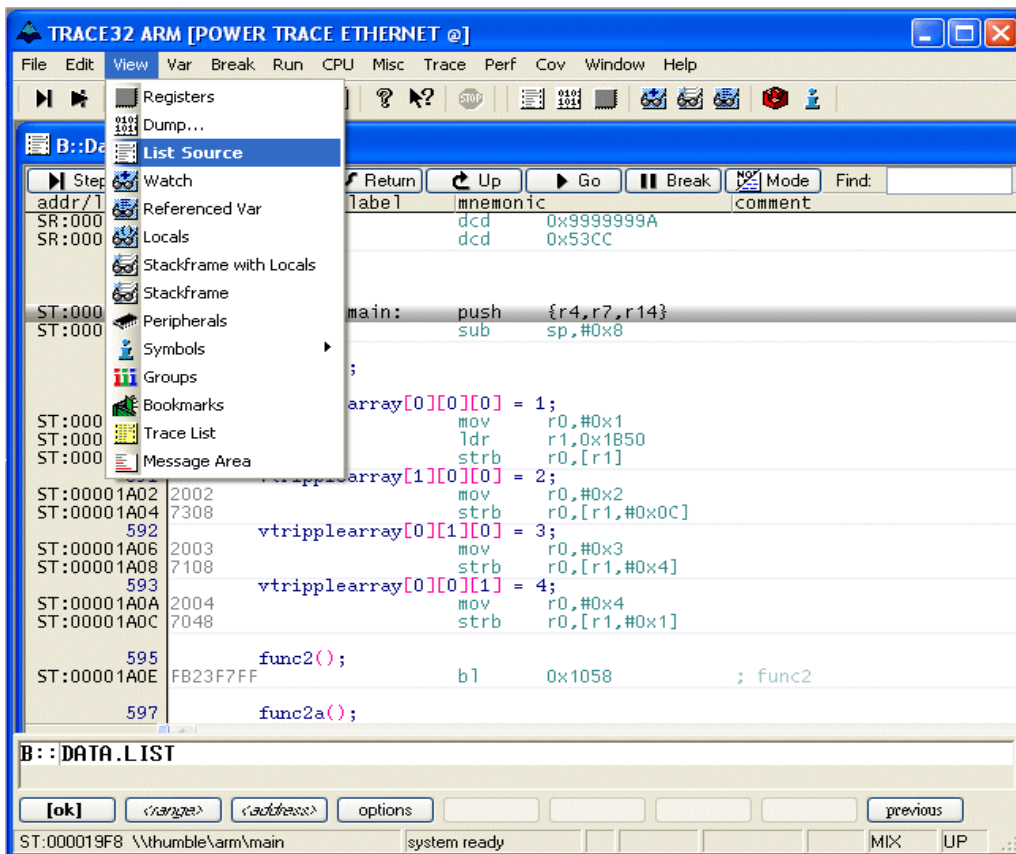 TRACE32 ARM [POWER TRACE ETHERNET @]
File Edit View Var Break Run CPU Misc Trace Perf Cov Window Help
STOP
Registers
Dump...
List Source
Watch
Referenced Var
Locals
Stackframe with Locals
Stackframe
Peripherals
Symbols
Groups
Bookmarks
Trace List
Message Area
B::Da
Step Return Up Go Break Mode Find:
addr/l label mnemonic comment
SR:000 dcd 0x9999999A
SR:000 dcd 0x53CC
ST:000 main: push {r4,r7,r14}
ST:000 sub sp,#0x8
;
array[0][0][0] = 1;
ST:000 mov r0,#0x1
ST:000 ldr r1,0x1B50
ST:000 strb r0,[r1]
591 vtripplearray[1][0][0] = 2;
ST:00001A02 2002 mov r0,#0x2
ST:00001A04 7308 strb r0,[r1,#0x0C]
592 vtripplearray[0][1][0] = 3;
ST:00001A06 2003 mov r0,#0x3
ST:00001A08 7108 strb r0,[r1,#0x4]
593 vtripplearray[0][0][1] = 4;
ST:00001A0A 2004 mov r0,#0x4
ST:00001A0C 7048 strb r0,[r1,#0x1]
595 func2();
ST:00001A0E FB23F7FF bl 0x1058 ; func2
597 func2a();
B::DATA.LIST
[ok] <range> <address> options previous
ST:000019F8 \\thumble\arm\main system ready MIX UP